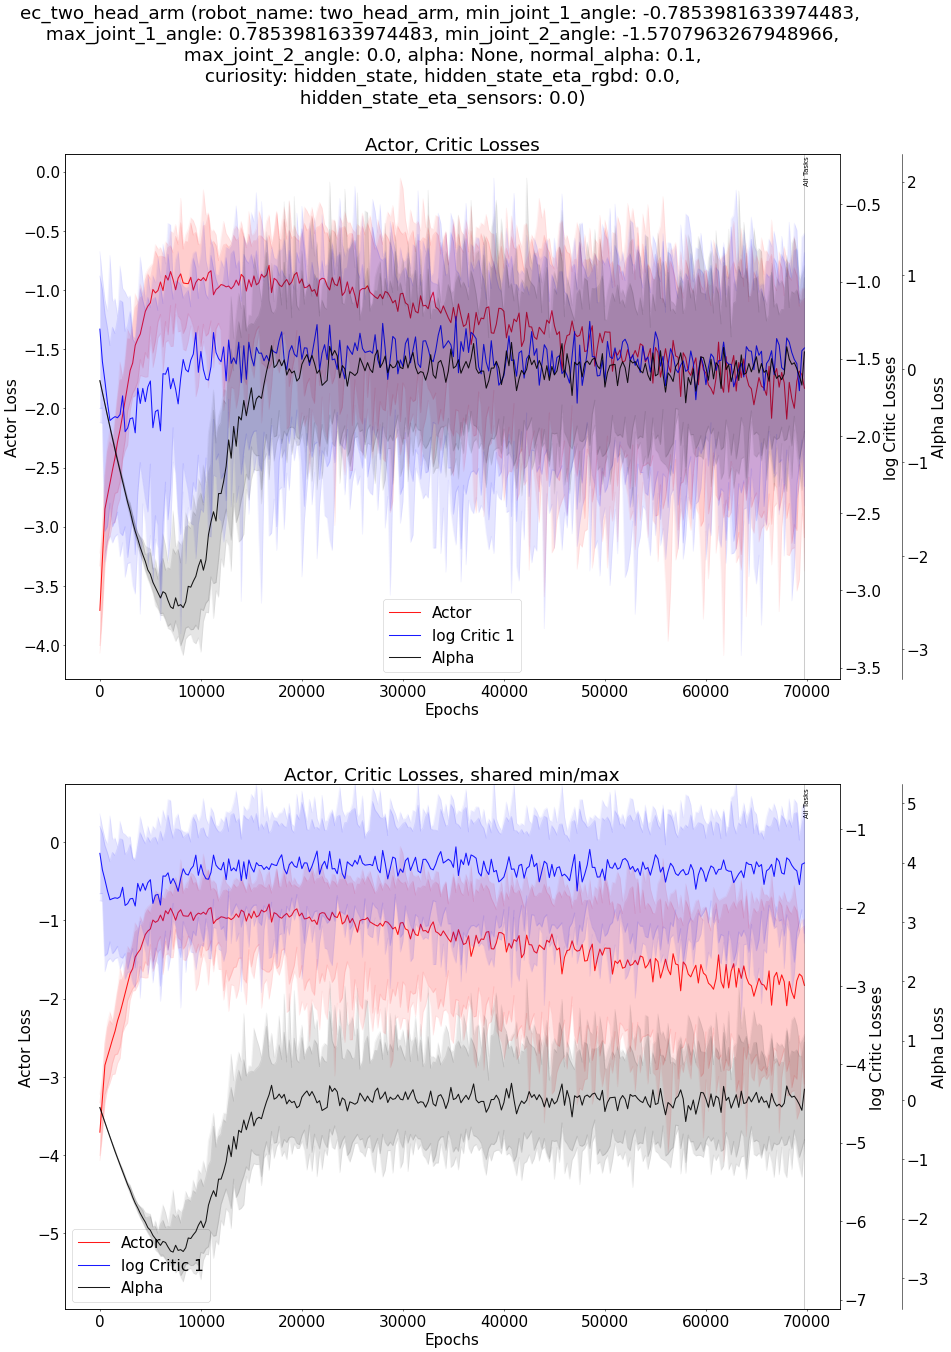 ec_two_head_arm (robot_name: two_head_arm, min_joint_1_angle: -0.7853981633974483,
max_joint_1_angle: 0.7853981633974483, min_joint_2_angle: -1.5707963267948966,
max_joint_2_angle: 0.0, alpha: None, normal_alpha: 0.1,
curiosity: hidden_state, hidden_state_eta_rgbd: 0.0,
hidden_state_eta_sensors: 0.0)
Actor, Critic Losses
All Tasks
0.0
−0.5
−1.0
−1.5
−2.0
−2.5
−3.0
−3.5
−4.0
Actor Loss
−0.5
−1.0
−1.5
−2.0
−2.5
−3.0
−3.5
log Critic Losses
2
1
0
−1
−2
−3
Alpha Loss
Actor
log Critic 1
Alpha
0
10000
20000
30000
40000
50000
60000
70000
Epochs
Actor, Critic Losses, shared min/max
All Tasks
0
−1
−2
−3
−4
−5
Actor Loss
−1
−2
−3
−4
−5
−6
−7
log Critic Losses
5
4
3
2
1
0
−1
−2
−3
Alpha Loss
Actor
log Critic 1
Alpha
0
10000
20000
30000
40000
50000
60000
70000
Epochs